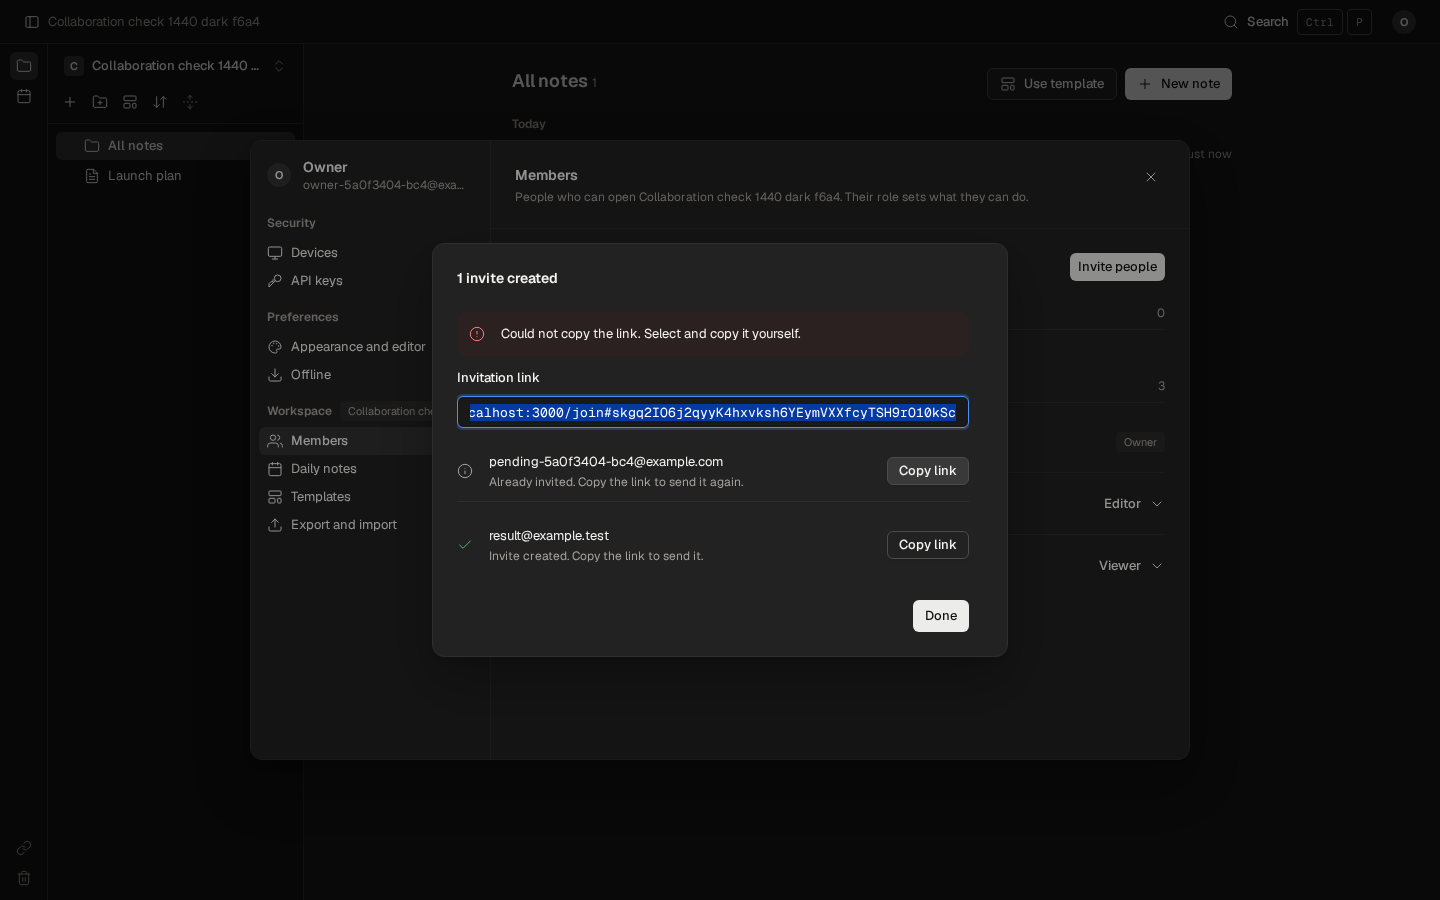 Collaboration check 1440 dark f6a4
Search Ctrl P O
C Collaboration check 1440 ...
All notes 1
Use template
New note
Today
All notes
Launch plan
ust now
O Owner
owner-5a0f3404-bc4@exa...
Security
Devices
API keys
Preferences
Appearance and editor
Offline
Workspace Collaboration che
Members
Daily notes
Templates
Export and import
Members
People who can open Collaboration check 1440 dark f6a4. Their role sets what they can do.
Invite people
0
3
Owner
Editor
Viewer
1 invite created
Could not copy the link. Select and copy it yourself.
Invitation link
calhost:3000/join#skgq2IO6j2qyyK4hxvksh6YEymVXXfcyTSH9rO10kSc
pending-5a0f3404-bc4@example.com
Already invited. Copy the link to send it again.
Copy link
result@example.test
Invite created. Copy the link to send it.
Copy link
Done